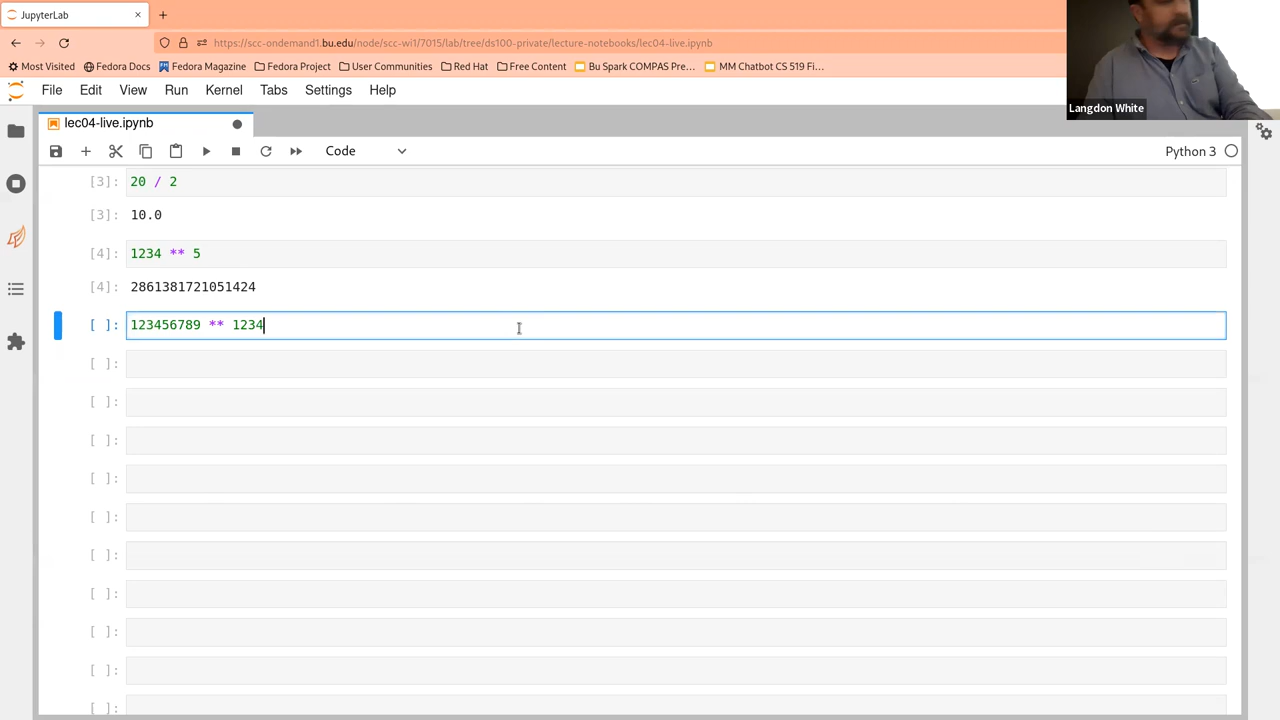 JupyterLab
https://scc-ondemand1.bu.edu/node/scc-wi1/7015/lab/tree/ds100-private/lecture-notebooks/lec04-live.ipynb
Most Visited Fedora Docs Fedora Magazine Fedora Project User Communities Red Hat Free Content Bu Spark COMPAS Pre... MM Chatbot CS 519 Fi...
Langdon White
File Edit View Run Kernel Tabs Settings Help
lec04-live.ipynb
Code Python 3
[3]: 20 / 2
[3]: 10.0
[4]: 1234 ** 5
[4]: 2861381721051424
[ ]: 123456789 ** 1234
[ ]:
[ ]:
[ ]:
[ ]:
[ ]:
[ ]:
[ ]:
[ ]:
[ ]:
[ ]: